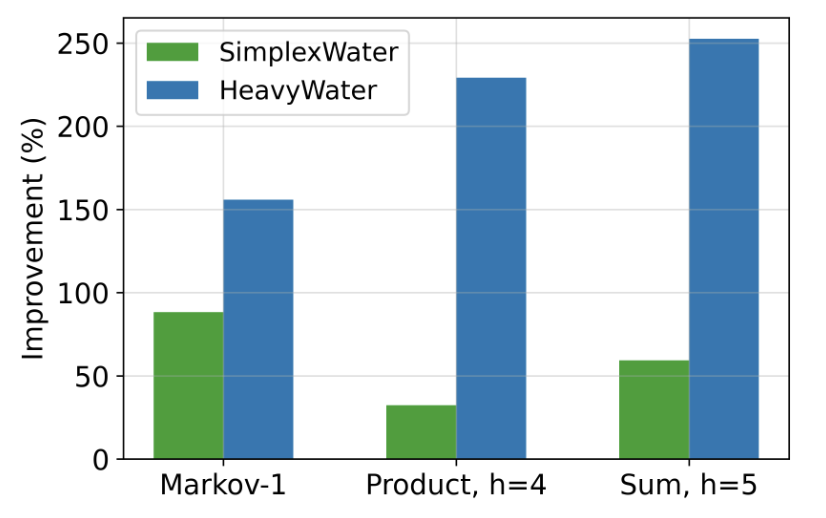 SimplexWater
HeavyWater
Improvement (%)
250
200
150
100
50
0
Markov-1 Product, h=4 Sum, h=5